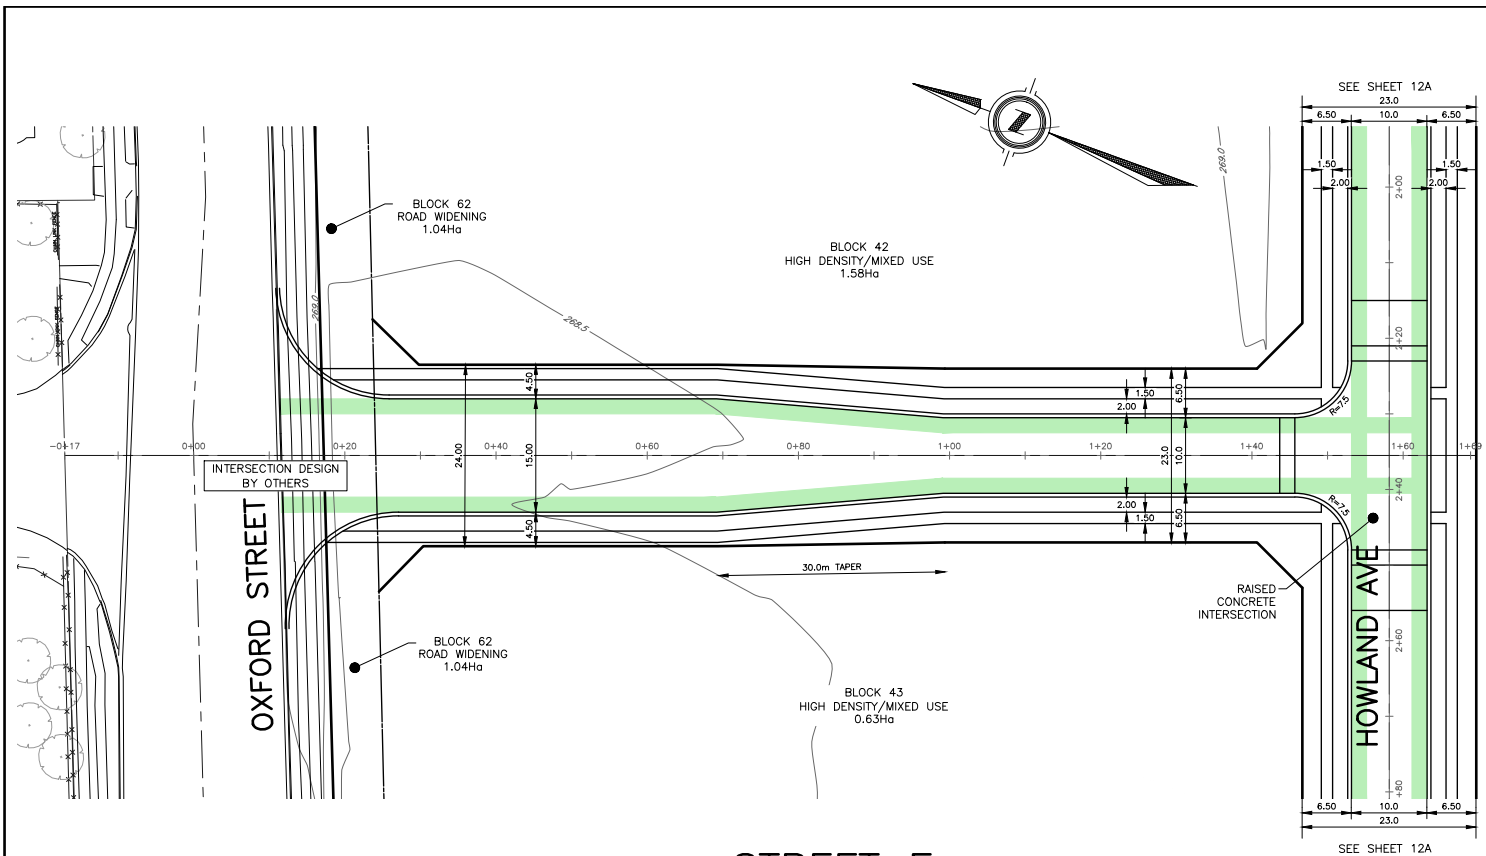 SEE SHEET 12A
23.0
6.50 10.0 6.50
1.50 1.50
2.00 2.00
269.0
2+00
BLOCK 62
ROAD WIDENING
1.04Ha
BLOCK 42
HIGH DENSITY/MIXED USE
1.58Ha
269.0
268.5
2+20
4.50
1.50
6.50
2.00
R=7.5
-0+17 0+00 0+20 0+40 0+60 0+80 1+00 1+20 1+40 1+60 1+69
24.00
15.00
23.0
10.0
INTERSECTION DESIGN
BY OTHERS
2+40
R=7.5
2.00
1.50
6.50
4.50
OXFORD STREET
30.0m TAPER
RAISED
CONCRETE
INTERSECTION
HOWLAND AVE
2+60
BLOCK 62
ROAD WIDENING
1.04Ha
BLOCK 43
HIGH DENSITY/MIXED USE
0.63Ha
+80
6.50 10.0 6.50
23.0
SEE SHEET 12A